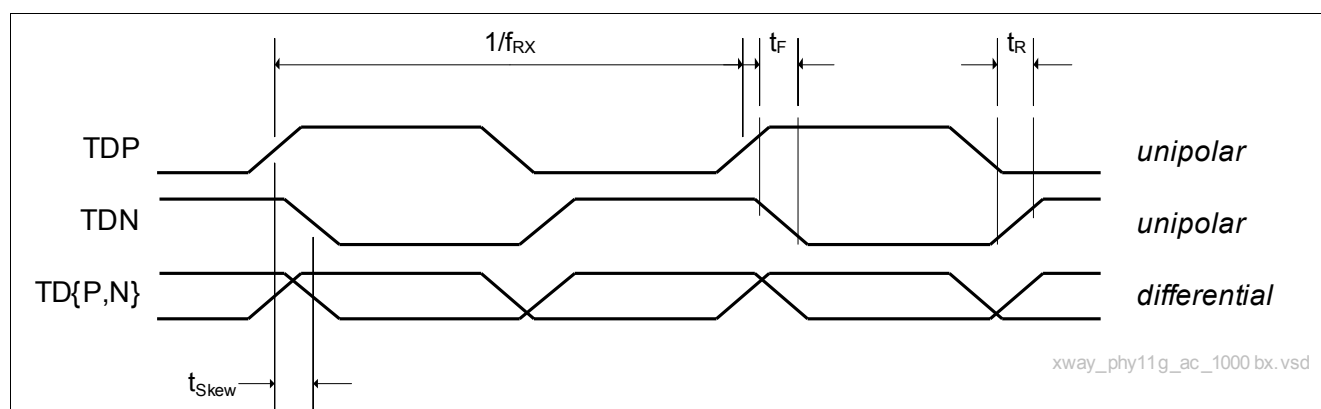 1/fRX tF tR
TDP unipolar
TDN unipolar
TD{P,N} differential
tSkew
xway_phy11g_ac_1000 bx.vsd